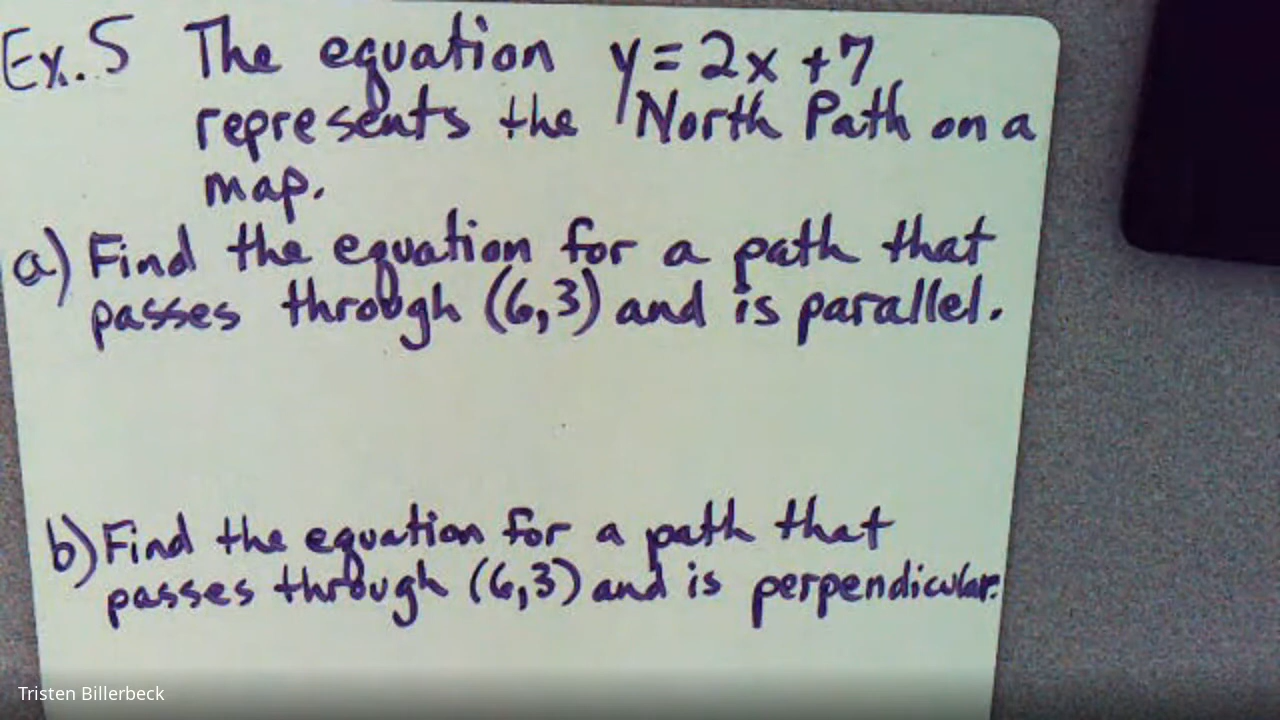 Ex. 5 The equation y = 2x + 7
represents the North Path on a
map.
a) Find the equation for a path that
passes through (6,3) and is parallel.
b) Find the equation for a path that
passes through (6,3) and is perpendicular.
Tristen Billerbeck